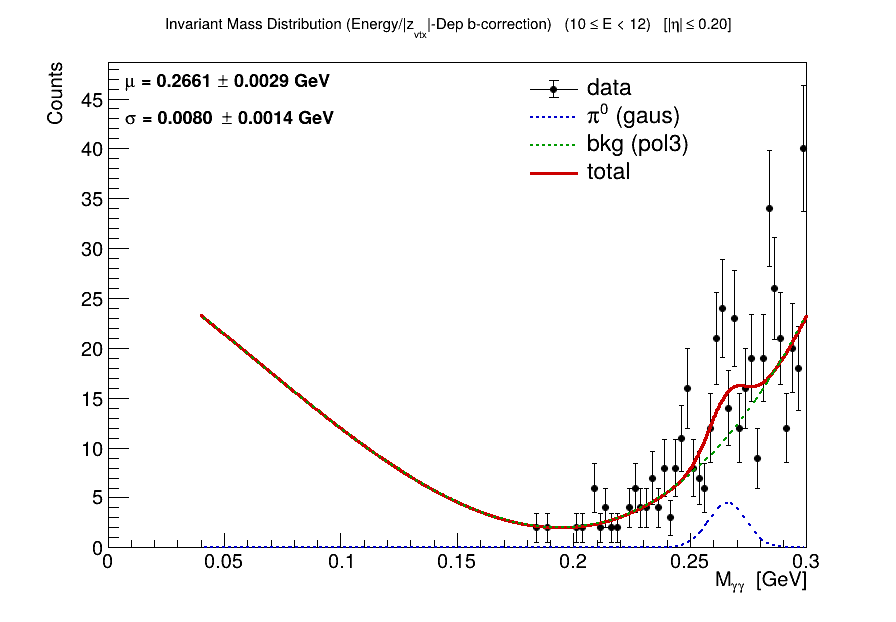 Invariant Mass Distribution (Energy/|z_vtx|-Dep b-correction) (10 ≤ E < 12) [|η| ≤ 0.20]
μ = 0.2661 ± 0.0029 GeV
σ = 0.0080 ± 0.0014 GeV
data
π⁰ (gaus)
bkg (pol3)
total
Counts
45
40
35
30
25
20
15
10
5
0
0 0.05 0.1 0.15 0.2 0.25 0.3
M_γγ [GeV]